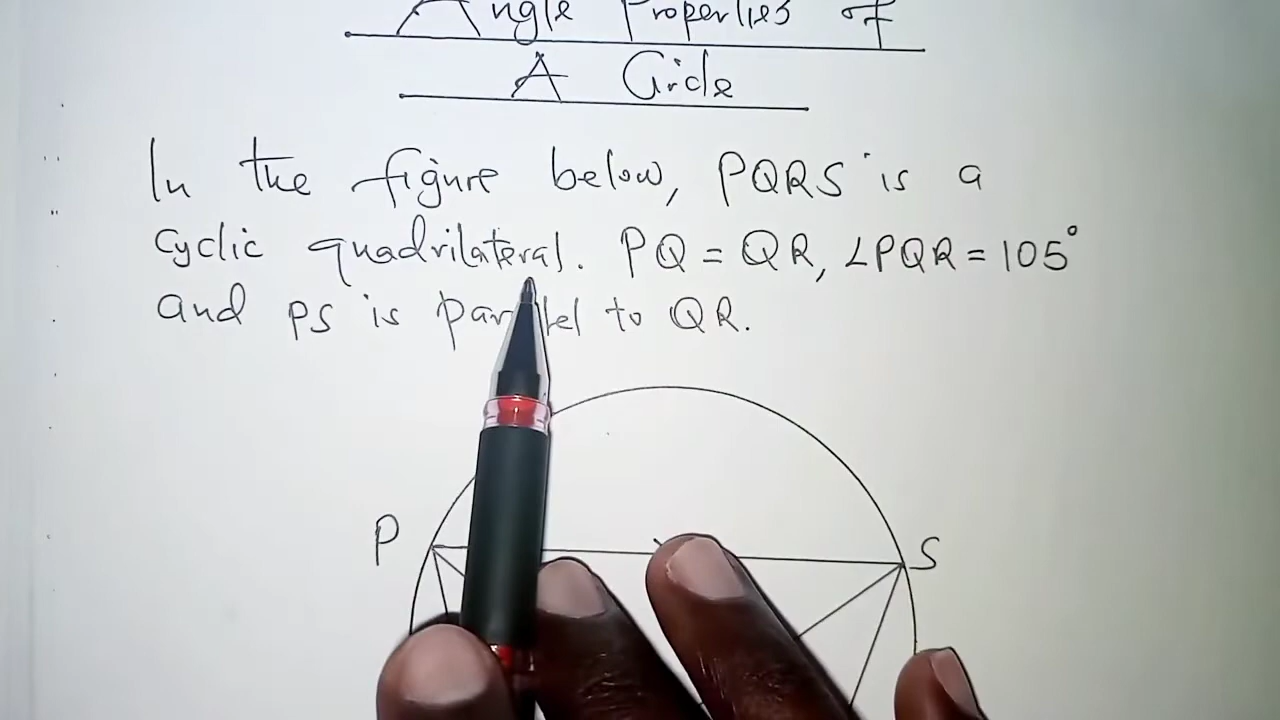 Angle Properties of
A Circle
In the figure below, PQRS is a
cyclic quadrilateral. PQ = QR, ∠PQR = 105°
and PS is parallel to QR.
P
S